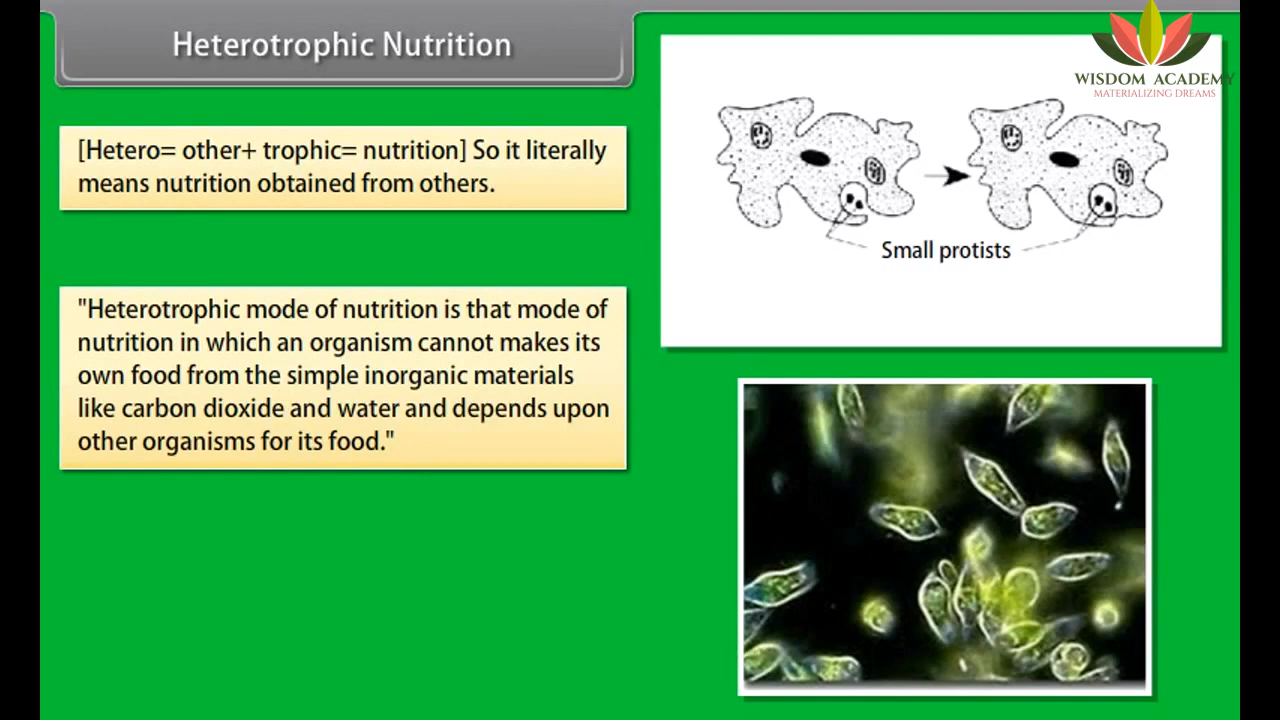 Heterotrophic Nutrition
[Hetero= other+ trophic= nutrition] So it literally
means nutrition obtained from others.
"Heterotrophic mode of nutrition is that mode of
nutrition in which an organism cannot makes its
own food from the simple inorganic materials
like carbon dioxide and water and depends upon
other organisms for its food."
WISDOM ACADEMY
MATERIALIZING DREAMS
Small protists